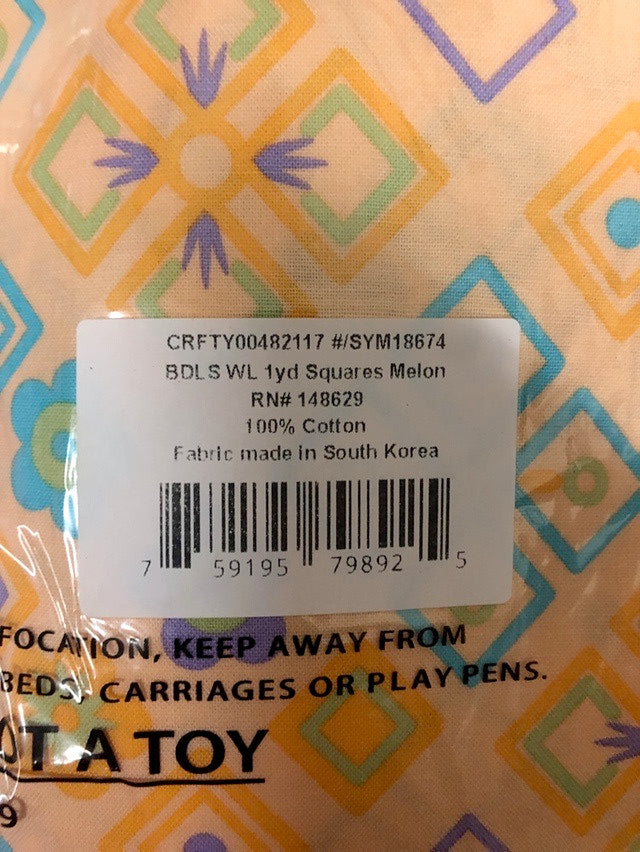 CRFTY00482117 #/SYM18674
BDLS WL 1yd Squares Melon
RN# 148629
100% Cotton
Fabric made in South Korea
7 59195 79892 5
FOCATION, KEEP AWAY FROM
BEDS, CARRIAGES OR PLAY PENS.
T A TOY
9